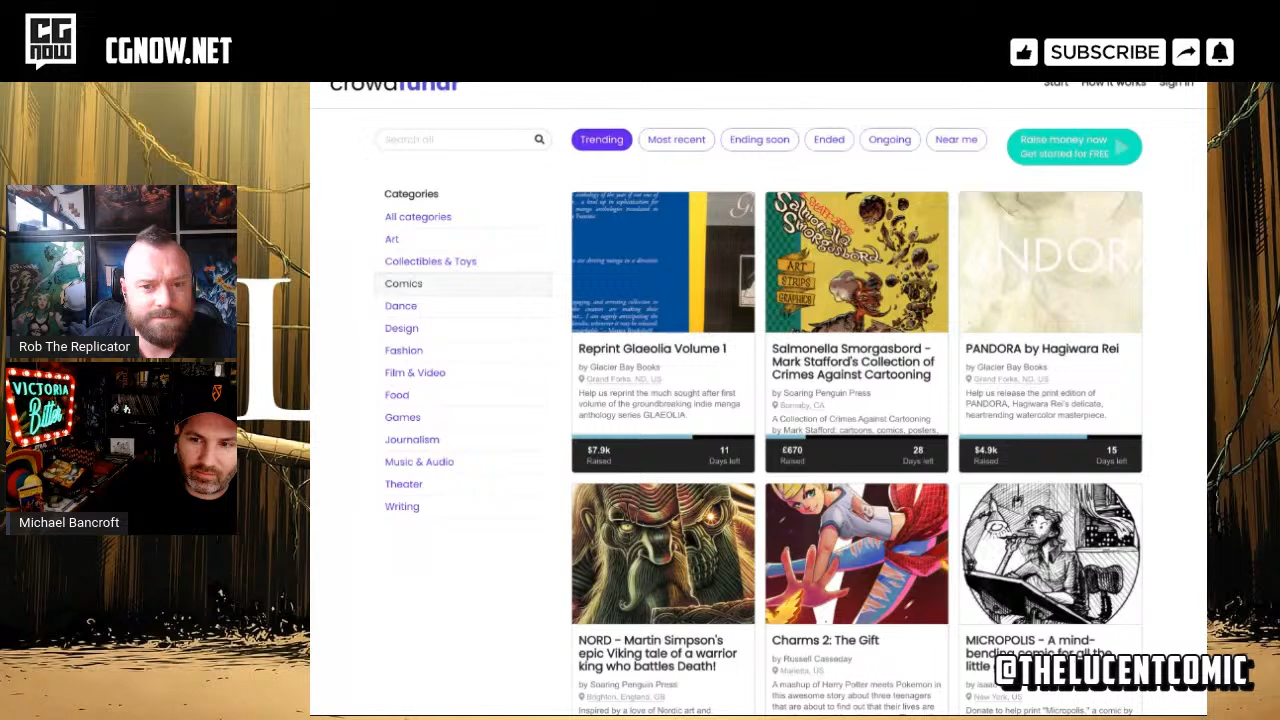 CG
NOW
CGNOW.NET
SUBSCRIBE
crowdfundr
Start
How it works
Sign in
Search all
Trending
Most recent
Ending soon
Ended
Ongoing
Near me
Raise money now
Get started for FREE
Categories
All categories
Art
Collectibles & Toys
Comics
Dance
Design
Fashion
Film & Video
Food
Games
Journalism
Music & Audio
Theater
Writing
Reprint Glaeolia Volume 1
by Glacier Bay Books
Grand Forks, ND, US
Help us reprint the much sought after first
volume of the groundbreaking indie manga
anthology series GLAEOLIA.
$7.9k
11
Raised
Days left
Salmonella
Smorgasbord
ART
STRIPS
GRAPHICS
Salmonella Smorgasbord -
Mark Stafford's Collection of
Crimes Against Cartooning
by Soaring Penguin Press
Burnaby, CA
A Collection of Crimes Against Cartooning
by Mark Stafford: cartoons, comics, posters,
£670
28
Raised
Days left
NDOR
PANDORA by Hagiwara Rei
by Glacier Bay Books
Grand Forks, ND, US
Help us release the print edition of
PANDORA, Hagiwara Rei's delicate,
heartrending watercolor masterpiece.
$4.9k
15
Raised
Days left
NORD - Martin Simpson's
epic Viking tale of a warrior
king who battles Death!
by Soaring Penguin Press
Brighton, England, GB
Inspired by a love of Nordic art and
Charms 2: The Gift
by Russell Casseday
Marietta, US
A mashup of Harry Potter meets Pokemon in
this awesome story about three teenagers
that are about to find out that their lives are
MICROPOLIS - A mind-
bending comic for all the
little
by isaac
New York, US
Donate to help print "Micropolis," a comic by
@THELUCENTCOMIC
Rob The Replicator
VICTORIA
Bitter
Michael Bancroft